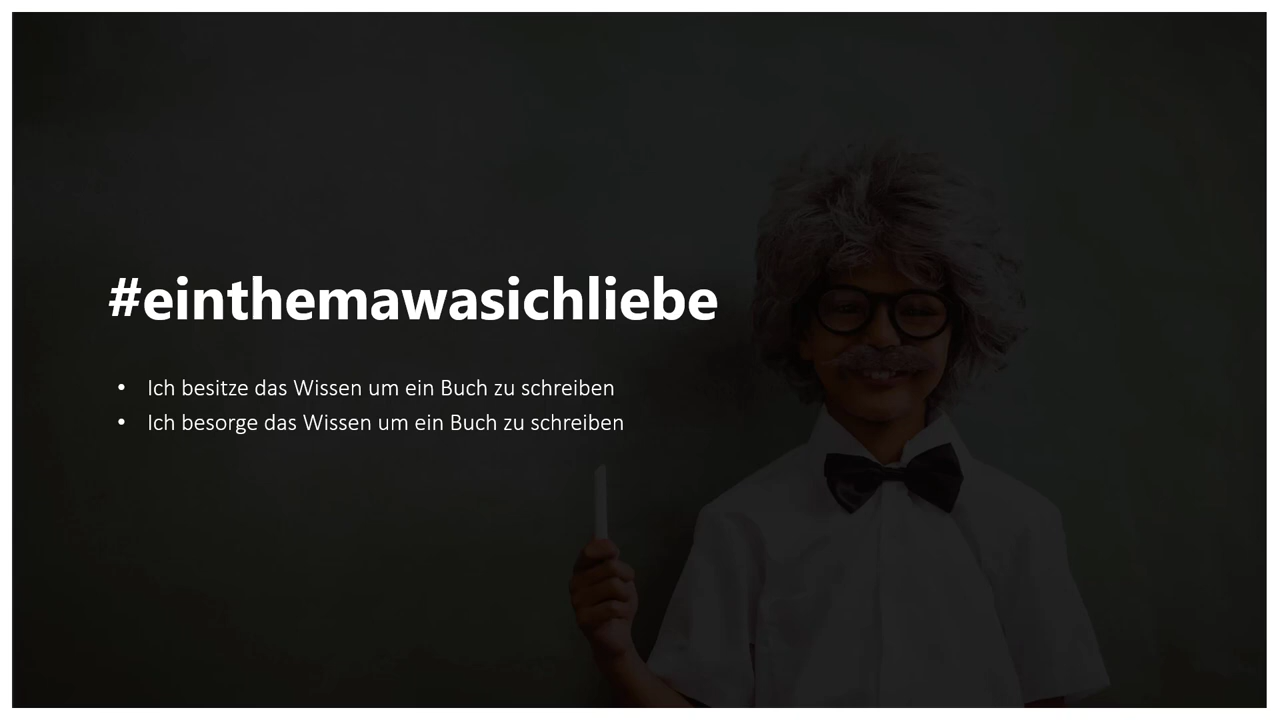 #einthemawasichliebe
• Ich besitze das Wissen um ein Buch zu schreiben
• Ich besorge das Wissen um ein Buch zu schreiben